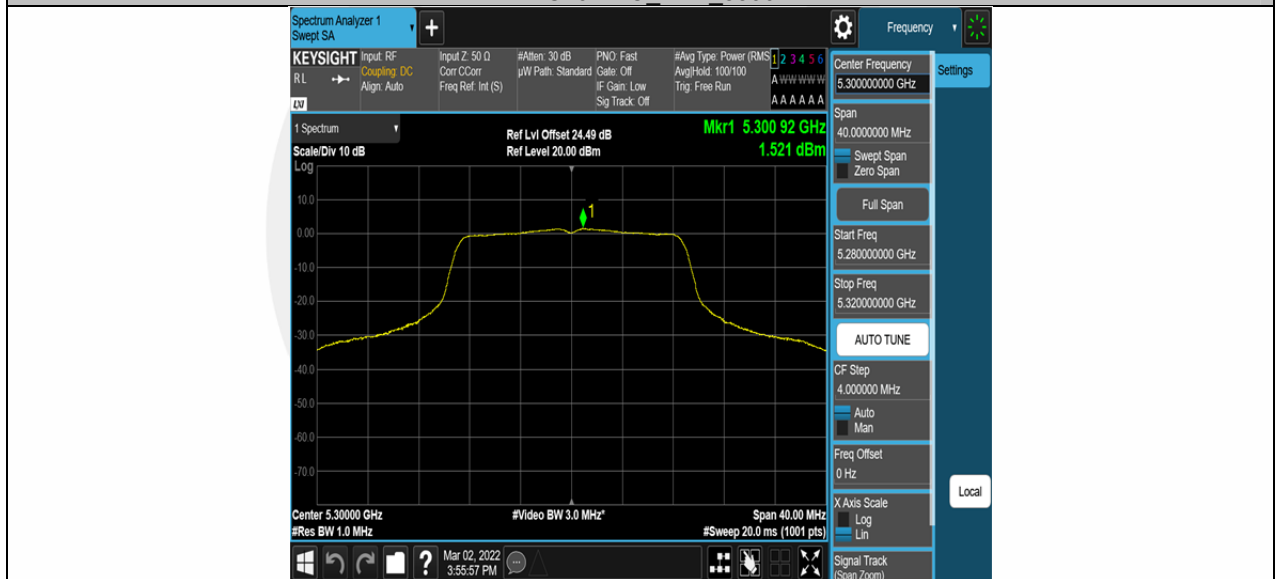 Spectrum Analyzer 1
Swept SA
+
Frequency
KEYSIGHT
Input: RF
Coupling: DC
Align: Auto
RL
LXI
Input Z: 50 Ω
Corr CCorr
Freq Ref: Int (S)
#Atten: 30 dB
µW Path: Standard
PNO: Fast
Gate: Off
IF Gain: Low
Sig Track: Off
#Avg Type: Power (RMS
Avg|Hold: 100/100
Trig: Free Run
1 2 3 4 5 6
A W W W W W
A A A A A A
1 Spectrum
Scale/Div 10 dB
Log
Ref Lvl Offset 24.49 dB
Ref Level 20.00 dBm
Mkr1 5.300 92 GHz
1.521 dBm
10.0
0.00
-10.0
-20.0
-30.0
-40.0
-50.0
-60.0
-70.0
1
Center 5.30000 GHz
#Res BW 1.0 MHz
#Video BW 3.0 MHz*
Span 40.00 MHz
#Sweep 20.0 ms (1001 pts)
?
Mar 02, 2022
3:55:57 PM
Center Frequency
5.300000000 GHz
Span
40.0000000 MHz
Swept Span
Zero Span
Full Span
Start Freq
5.280000000 GHz
Stop Freq
5.320000000 GHz
AUTO TUNE
CF Step
4.000000 MHz
Auto
Man
Freq Offset
0 Hz
X Axis Scale
Log
Lin
Signal Track
(Span Zoom)
Settings
Local